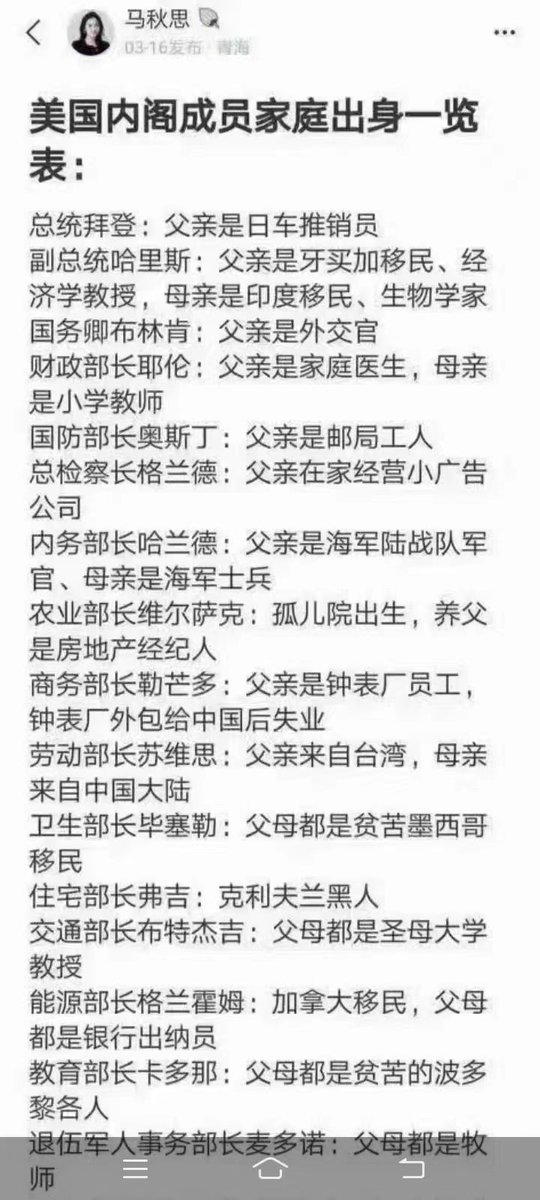 马秋思
03-16发布 · 青海
美国内阁成员家庭出身一览
表：
总统拜登：父亲是日车推销员
副总统哈里斯：父亲是牙买加移民、经
济学教授，母亲是印度移民、生物学家
国务卿布林肯：父亲是外交官
财政部长耶伦：父亲是家庭医生，母亲
是小学教师
国防部长奥斯丁：父亲是邮局工人
总检察长格兰德：父亲在家经营小广告
公司
内务部长哈兰德：父亲是海军陆战队军
官、母亲是海军士兵
农业部长维尔萨克：孤儿院出生，养父
是房地产经纪人
商务部长勒芒多：父亲是钟表厂员工，
钟表厂外包给中国后失业
劳动部长苏维思：父亲来自台湾，母亲
来自中国大陆
卫生部长毕塞勒：父母都是贫苦墨西哥
移民
住宅部长弗吉：克利夫兰黑人
交通部长布特杰吉：父母都是圣母大学
教授
能源部长格兰霍姆：加拿大移民，父母
都是银行出纳员
教育部长卡多那：父母都是贫苦的波多
黎各人
退伍军人事务部长麦多诺：父母都是牧
师